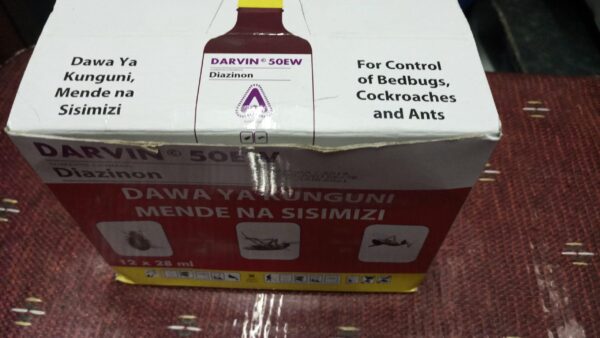 Dawa Ya
Kunguni,
Mende na
Sisimizi
DARVIN© 50EW
Diazinon
For Control
of Bedbugs,
Cockroaches
and Ants
DARVIN© 50EW
Diazinon
DAWA YA KUNGUNI
MENDE NA SISIMIZI
12 x 28 ml